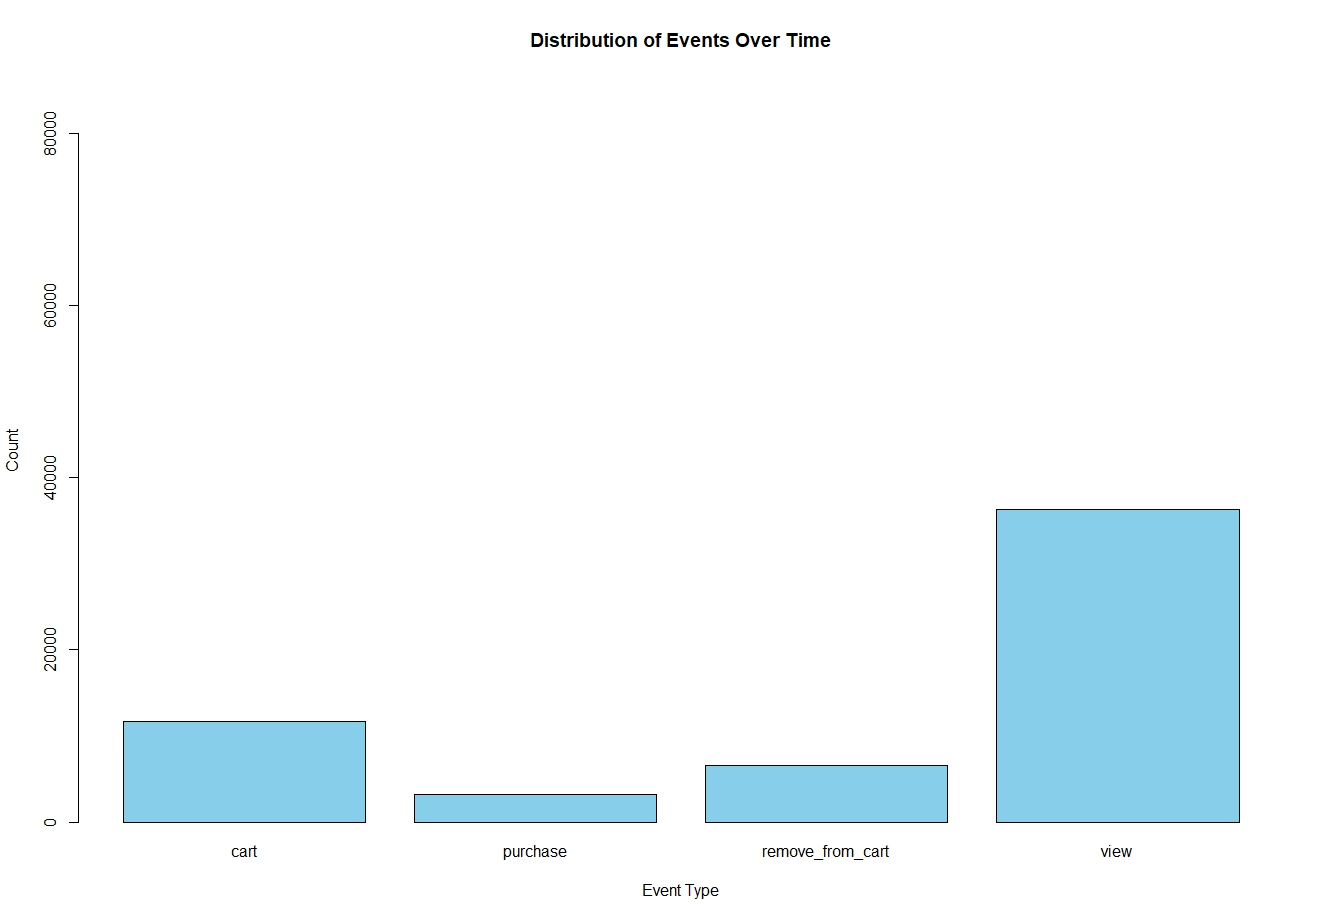 Distribution of Events Over Time
80000
60000
40000
20000
0
Count
cart purchase remove_from_cart view
Event Type